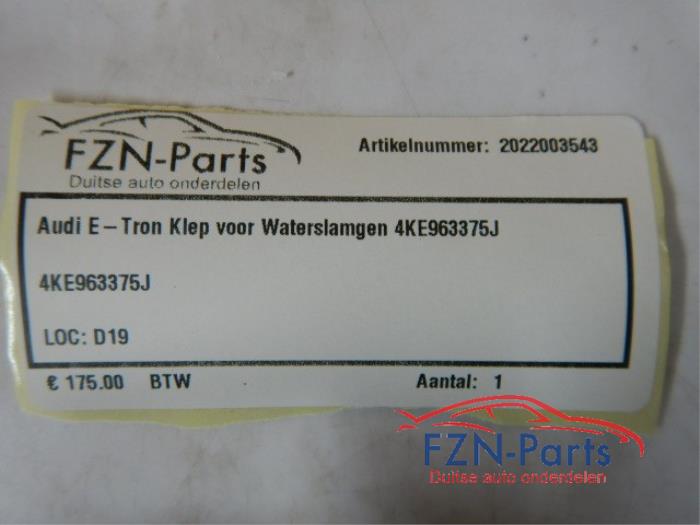 FZN-Parts
Duitse auto onderdelen
Artikelnummer: 2022003543
Audi E-Tron Klep voor Waterslamgen 4KE963375J
4KE963375J
LOC: D19
€ 175.00 BTW Aantal: 1
FZN-Parts
Duitse auto onderdelen